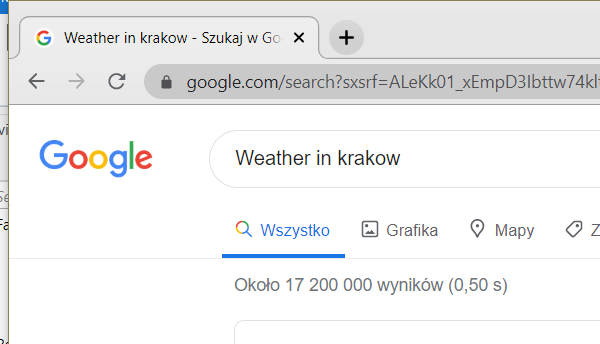 Weather in krakow - Szukaj w Go
google.com/search?sxsrf=ALeKk01_xEmpD3Ibttw74kl
Google
Weather in krakow
Wszystko Grafika Mapy Z
Około 17 200 000 wyników (0,50 s)